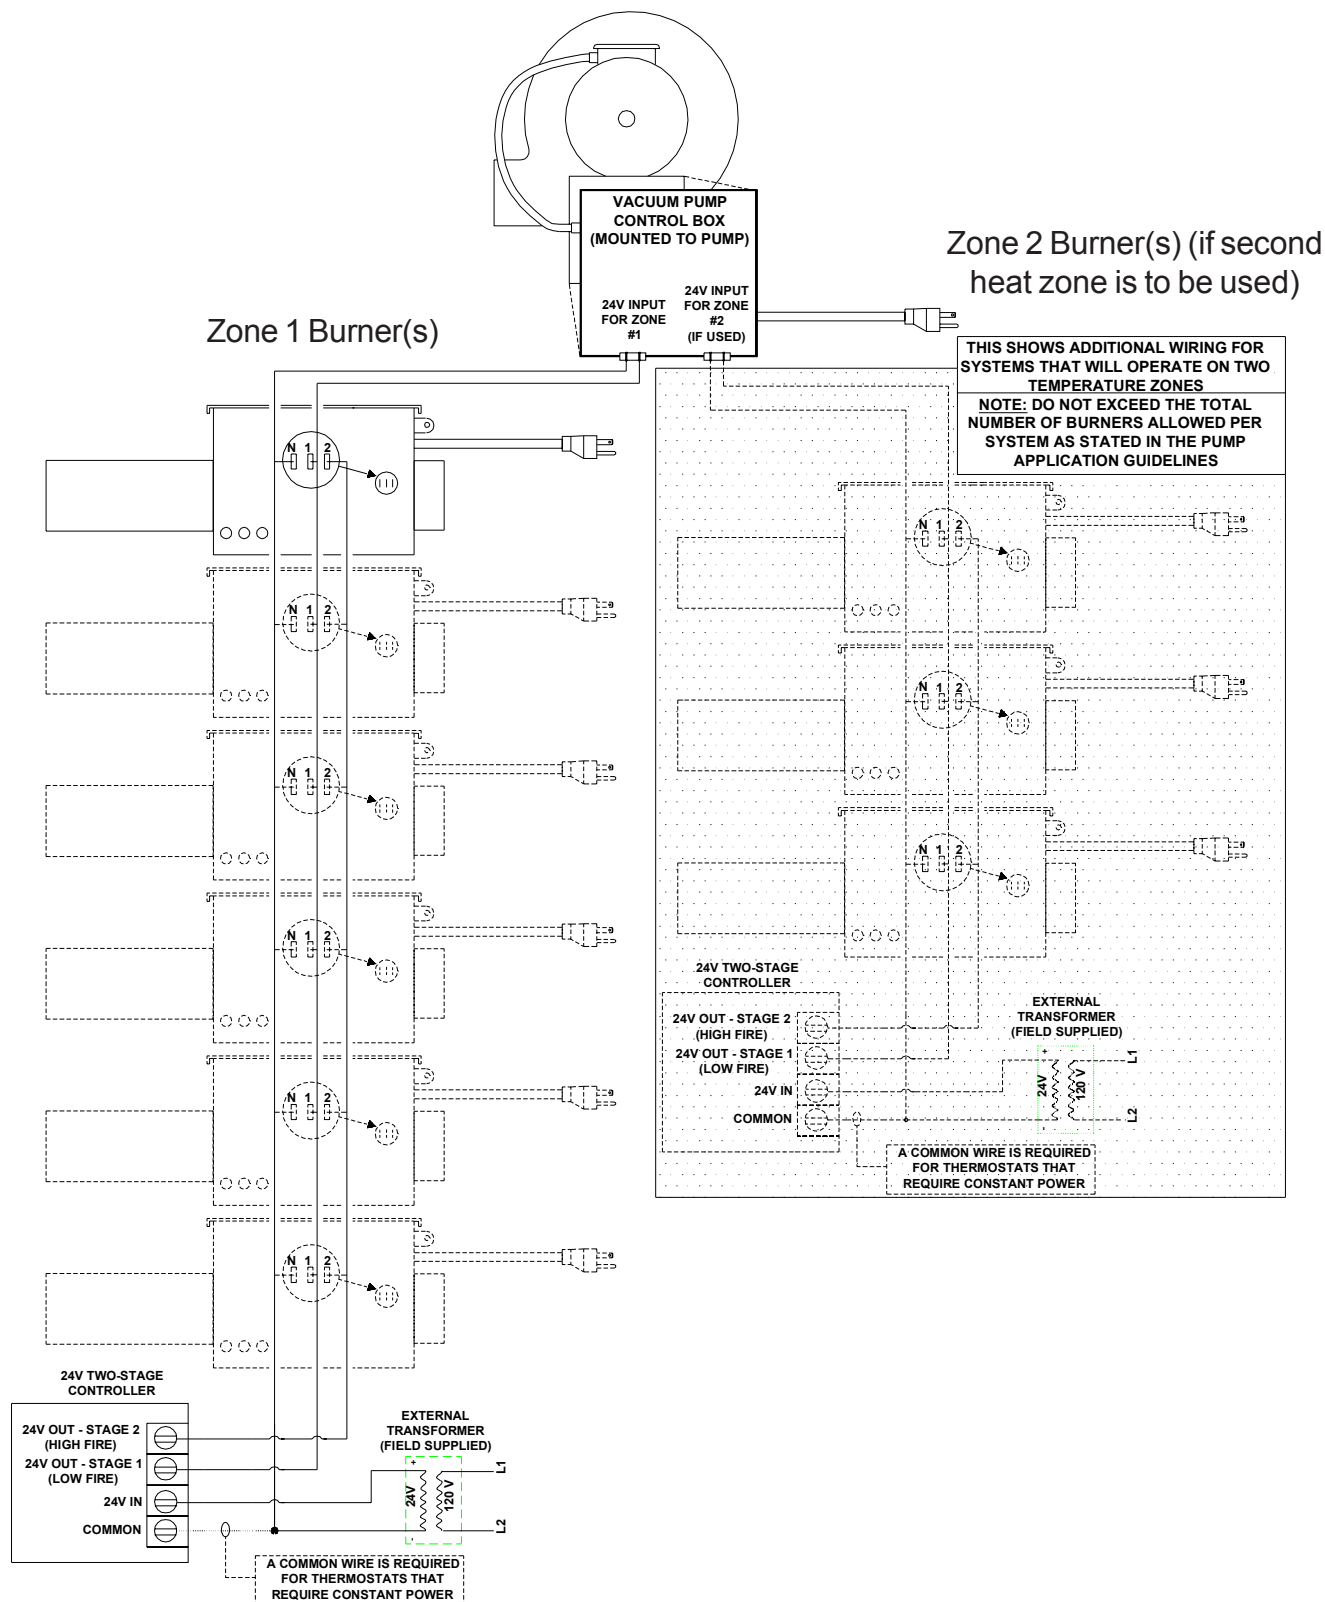 VACUUM PUMP
CONTROL BOX
(MOUNTED TO PUMP)
24V INPUT
FOR ZONE
#1
24V INPUT
FOR ZONE
#2
(IF USED)
Zone 2 Burner(s) (if second
heat zone is to be used)
Zone 1 Burner(s)
THIS SHOWS ADDITIONAL WIRING FOR
SYSTEMS THAT WILL OPERATE ON TWO
TEMPERATURE ZONES
NOTE: DO NOT EXCEED THE TOTAL
NUMBER OF BURNERS ALLOWED PER
SYSTEM AS STATED IN THE PUMP
APPLICATION GUIDELINES
N 1 2
N 1 2
N 1 2
N 1 2
N 1 2
N 1 2
24V TWO-STAGE
CONTROLLER
24V OUT - STAGE 2
(HIGH FIRE)
24V OUT - STAGE 1
(LOW FIRE)
24V IN
COMMON
EXTERNAL
TRANSFORMER
(FIELD SUPPLIED)
+
24V
120 V
-
L1
L2
A COMMON WIRE IS REQUIRED
FOR THERMOSTATS THAT
REQUIRE CONSTANT POWER
N 1 2
N 1 2
N 1 2
24V TWO-STAGE
CONTROLLER
24V OUT - STAGE 2
(HIGH FIRE)
24V OUT - STAGE 1
(LOW FIRE)
24V IN
COMMON
EXTERNAL
TRANSFORMER
(FIELD SUPPLIED)
+
24V
120 V
-
L1
L2
A COMMON WIRE IS REQUIRED
FOR THERMOSTATS THAT
REQUIRE CONSTANT POWER